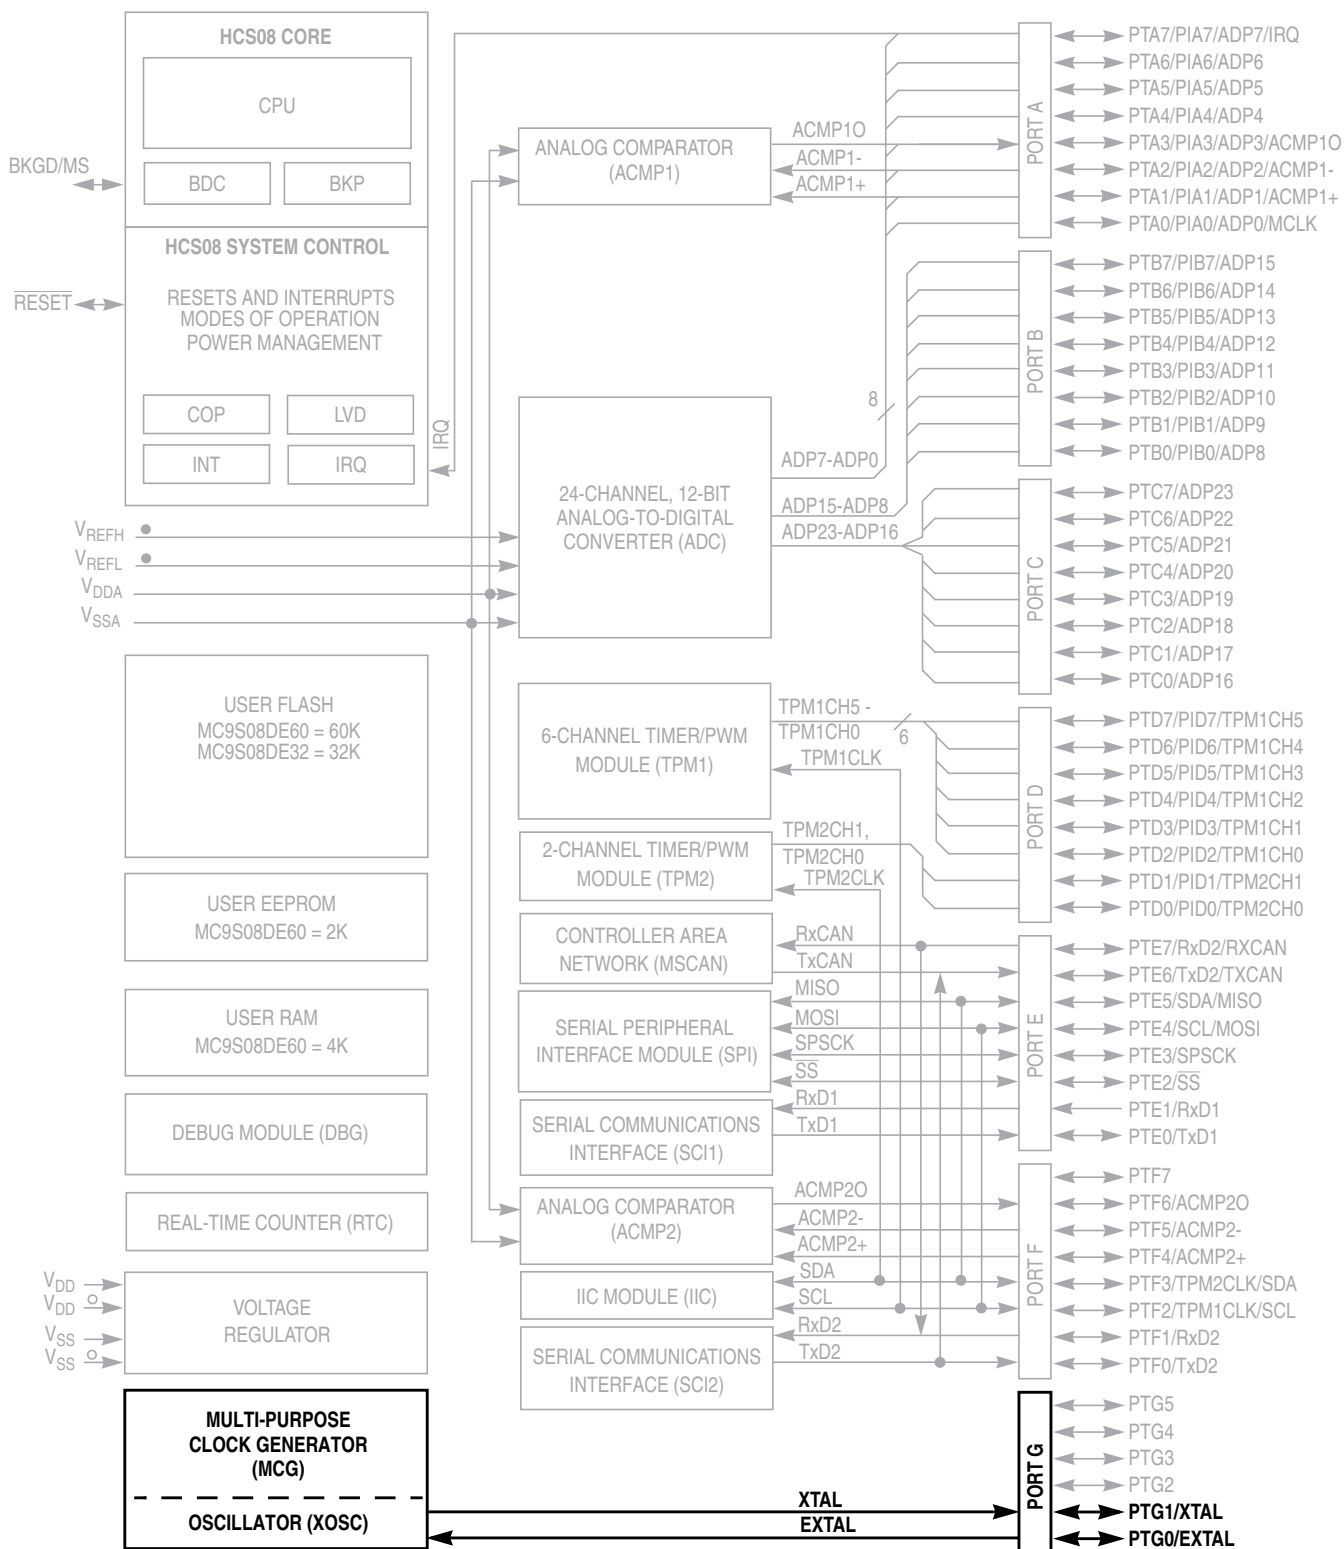 HCS08 CORE
CPU
BDC
BKP
BKGD/MS
HCS08 SYSTEM CONTROL
RESETS AND INTERRUPTS
MODES OF OPERATION
POWER MANAGEMENT
COP
LVD
INT
IRQ
RESET
IRQ
VREFH
VREFL
VDDA
VSSA
USER FLASH
MC9S08DE60 = 60K
MC9S08DE32 = 32K
USER EEPROM
MC9S08DE60 = 2K
USER RAM
MC9S08DE60 = 4K
DEBUG MODULE (DBG)
REAL-TIME COUNTER (RTC)
VDD
VDD
VSS
VSS
VOLTAGE
REGULATOR
MULTI-PURPOSE
CLOCK GENERATOR
(MCG)
OSCILLATOR (XOSC)
ANALOG COMPARATOR
(ACMP1)
ACMP1O
ACMP1-
ACMP1+
24-CHANNEL, 12-BIT
ANALOG-TO-DIGITAL
CONVERTER (ADC)
8
ADP7-ADP0
ADP15-ADP8
ADP23-ADP16
6-CHANNEL TIMER/PWM
MODULE (TPM1)
TPM1CH5 -
TPM1CH0
6
TPM1CLK
2-CHANNEL TIMER/PWM
MODULE (TPM2)
TPM2CH1,
TPM2CH0
TPM2CLK
CONTROLLER AREA
NETWORK (MSCAN)
RxCAN
TxCAN
SERIAL PERIPHERAL
INTERFACE MODULE (SPI)
MISO
MOSI
SPSCK
SS
SERIAL COMMUNICATIONS
INTERFACE (SCI1)
RxD1
TxD1
ANALOG COMPARATOR
(ACMP2)
ACMP2O
ACMP2-
ACMP2+
IIC MODULE (IIC)
SDA
SCL
SERIAL COMMUNICATIONS
INTERFACE (SCI2)
RxD2
TxD2
XTAL
EXTAL
PORT A
PTA7/PIA7/ADP7/IRQ
PTA6/PIA6/ADP6
PTA5/PIA5/ADP5
PTA4/PIA4/ADP4
PTA3/PIA3/ADP3/ACMP1O
PTA2/PIA2/ADP2/ACMP1-
PTA1/PIA1/ADP1/ACMP1+
PTA0/PIA0/ADP0/MCLK
PORT B
PTB7/PIB7/ADP15
PTB6/PIB6/ADP14
PTB5/PIB5/ADP13
PTB4/PIB4/ADP12
PTB3/PIB3/ADP11
PTB2/PIB2/ADP10
PTB1/PIB1/ADP9
PTB0/PIB0/ADP8
PORT C
PTC7/ADP23
PTC6/ADP22
PTC5/ADP21
PTC4/ADP20
PTC3/ADP19
PTC2/ADP18
PTC1/ADP17
PTC0/ADP16
PORT D
PTD7/PID7/TPM1CH5
PTD6/PID6/TPM1CH4
PTD5/PID5/TPM1CH3
PTD4/PID4/TPM1CH2
PTD3/PID3/TPM1CH1
PTD2/PID2/TPM1CH0
PTD1/PID1/TPM2CH1
PTD0/PID0/TPM2CH0
PORT E
PTE7/RxD2/RXCAN
PTE6/TxD2/TXCAN
PTE5/SDA/MISO
PTE4/SCL/MOSI
PTE3/SPSCK
PTE2/SS
PTE1/RxD1
PTE0/TxD1
PORT F
PTF7
PTF6/ACMP2O
PTF5/ACMP2-
PTF4/ACMP2+
PTF3/TPM2CLK/SDA
PTF2/TPM1CLK/SCL
PTF1/RxD2
PTF0/TxD2
PORT G
PTG5
PTG4
PTG3
PTG2
PTG1/XTAL
PTG0/EXTAL